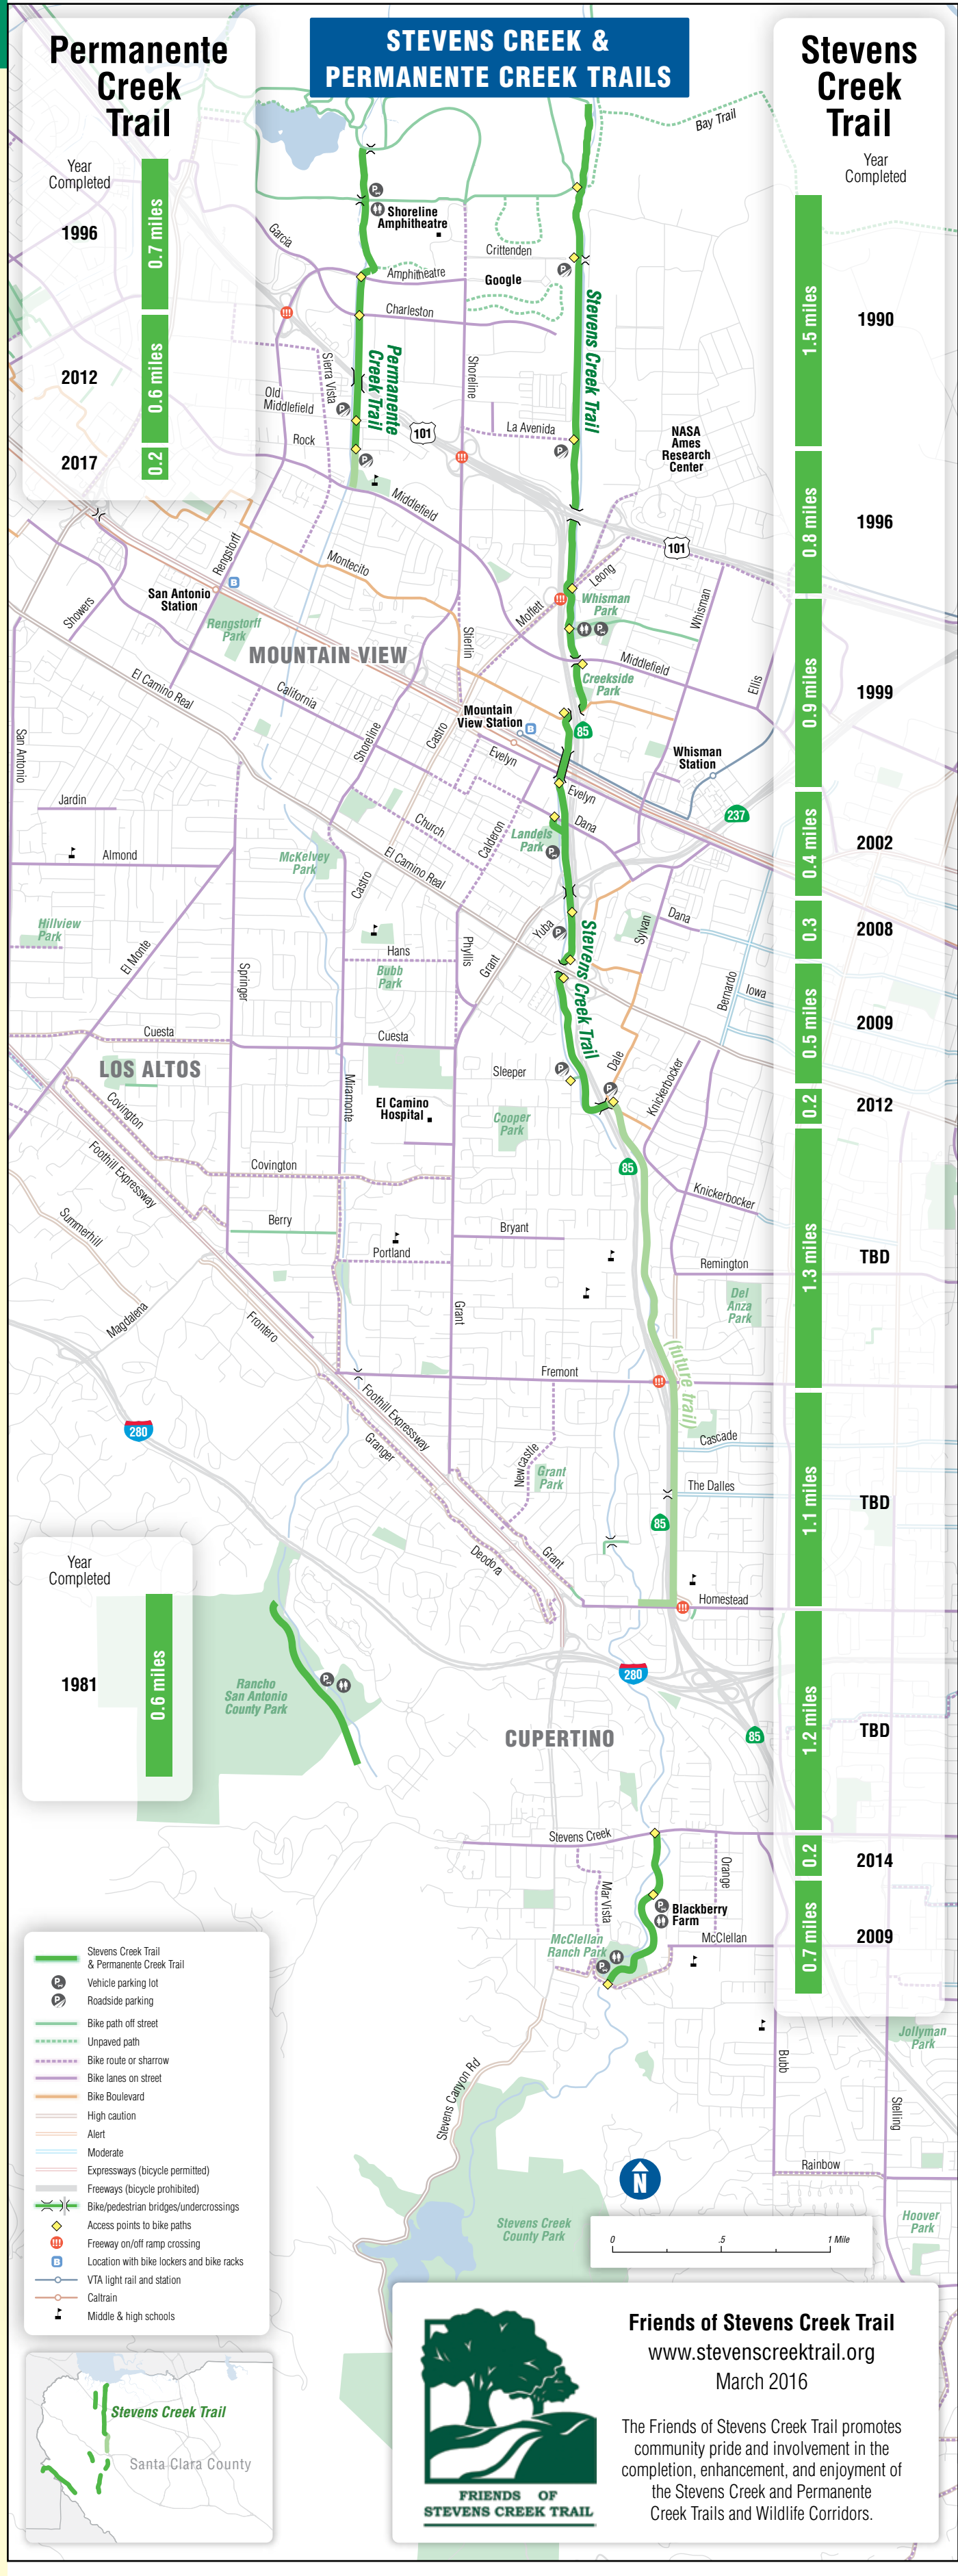 STEVENS CREEK &
PERMANENTE CREEK TRAILS
Permanente
Creek
Trail
Year
Completed
1996
0.7 miles
2012
0.6 miles
2017
0.2
Stevens
Creek
Trail
Year
Completed
1.5 miles
1990
0.8 miles
1996
0.9 miles
1999
0.4 miles
2002
0.3
2008
0.5 miles
2009
0.2
2012
1.3 miles
TBD
1.1 miles
TBD
1.2 miles
TBD
0.2
2014
0.7 miles
2009
Bay Trail
Shoreline
Amphitheatre
Garcia
Crittenden
Amphitheatre
Google
Charleston
Stevens Creek Trail
Permanente
Creek Trail
Sierra Vista
Shoreline
Old
Middlefield
Rock
101
La Avenida
NASA
Ames
Research
Center
Middlefield
101
Rengstorff
Montecito
Leong
San Antonio
Station
B
Showers
Rengstorff
Park
Moffett
Whisman
Park
Whisman
Stierlin
MOUNTAIN VIEW
Middlefield
El Camino Real
California
Creekside
Park
Ellis
Mountain
View Station
B
85
San Antonio
Shoreline
Castro
Evelyn
Whisman
Station
Jardin
Evelyn
237
Church
Calderon
Dana
Landels
Park
Almond
McKelvey
Park
El Camino Real
Castro
Hillview
Park
Yuba
Sylvan
Dana
El Monte
Springer
Hans
Bubb
Park
Phyllis
Grant
Stevens Creek Trail
Bernardo
Iowa
Cuesta
Cuesta
LOS ALTOS
Sleeper
Dale
Knickerbocker
Miramonte
Covington
El Camino
Hospital
Cooper
Park
Foothill Expressway
Covington
85
Knickerbocker
Summerhill
Berry
Bryant
Portland
Remington
Del
Anza
Park
Magdalena
Frontero
Grant
(future trail)
Fremont
280
Foothill Expressway
Granger
Cascade
Newcastle
Grant
Park
The Dalles
85
Deodora
Grant
Homestead
Year
Completed
1981
0.6 miles
Rancho
San Antonio
County Park
280
CUPERTINO
85
Stevens Creek
Mar Vista
Orange
Blackberry
Farm
McClellan
Ranch Park
McClellan
Jollyman
Park
Bubb
Stelling
Stevens Canyon Rd
Rainbow
N
Stevens Creek
County Park
Hoover
Park
0 .5 1 Mile
Stevens Creek Trail
& Permanente Creek Trail
Vehicle parking lot
Roadside parking
Bike path off street
Unpaved path
Bike route or sharrow
Bike lanes on street
Bike Boulevard
High caution
Alert
Moderate
Expressways (bicycle permitted)
Freeways (bicycle prohibited)
Bike/pedestrian bridges/undercrossings
Access points to bike paths
Freeway on/off ramp crossing
Location with bike lockers and bike racks
VTA light rail and station
Caltrain
Middle & high schools
Stevens Creek Trail
Santa Clara County
FRIENDS OF
STEVENS CREEK TRAIL
Friends of Stevens Creek Trail
www.stevenscreektrail.org
March 2016
The Friends of Stevens Creek Trail promotes
community pride and involvement in the
completion, enhancement, and enjoyment of
the Stevens Creek and Permanente
Creek Trails and Wildlife Corridors.